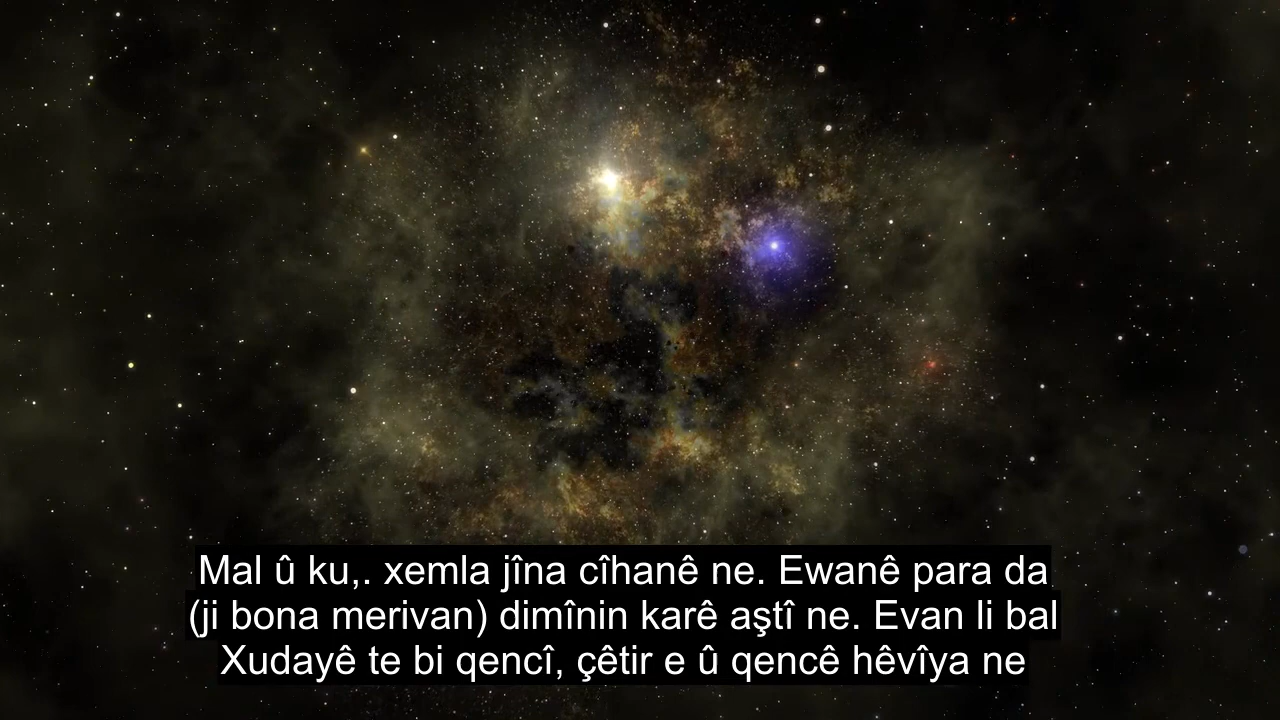 Mal û ku,. xemla jîna cîhanê ne. Ewanê para da
(ji bona merivan) dimînin karê aştî ne. Evan li bal
Xudayê te bi qencî, çêtir e û qencê hêvîya ne